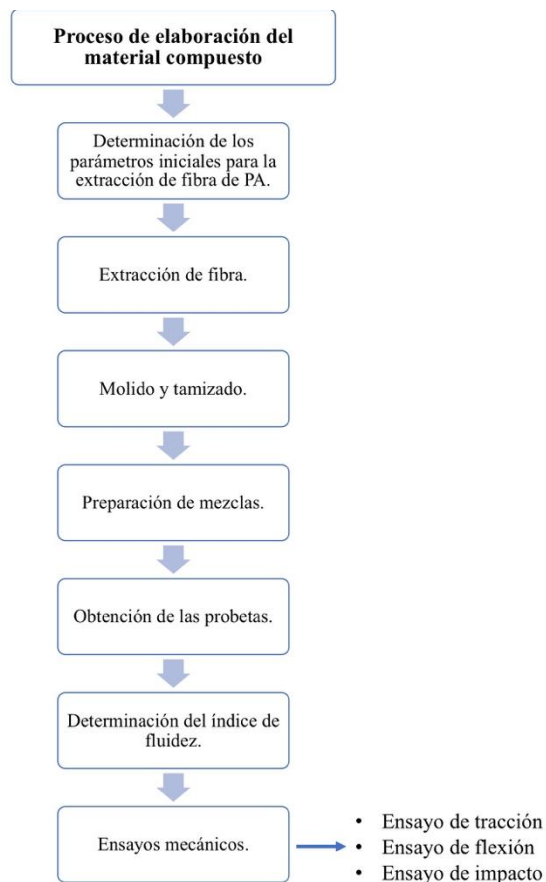 Proceso de elaboración del
material compuesto
Determinación de los
parámetros iniciales para la
extracción de fibra de PA.
Extracción de fibra.
Molido y tamizado.
Preparación de mezclas.
Obtención de las probetas.
Determinación del índice de
fluidez.
Ensayos mecánicos.
• Ensayo de tracción
• Ensayo de flexión
• Ensayo de impacto